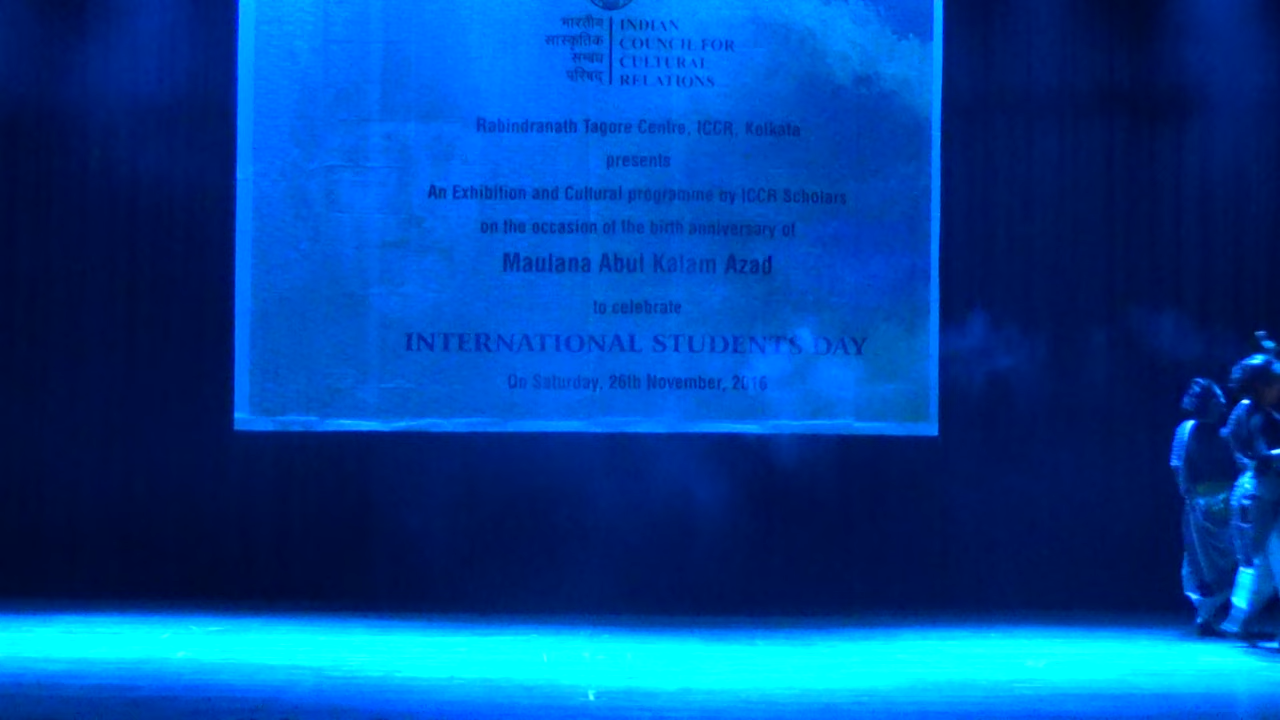 भारतीय
सांस्कृतिक
सम्बंध
परिषद्
INDIAN
COUNCIL FOR
CULTURAL
RELATIONS
Rabindranath Tagore Centre, ICCR, Kolkata
presents
An Exhibition and Cultural programme by ICCR Scholars
on the occasion of the birth anniversary of
Maulana Abul Kalam Azad
to celebrate
INTERNATIONAL STUDENTS DAY
On Saturday, 26th November, 2016